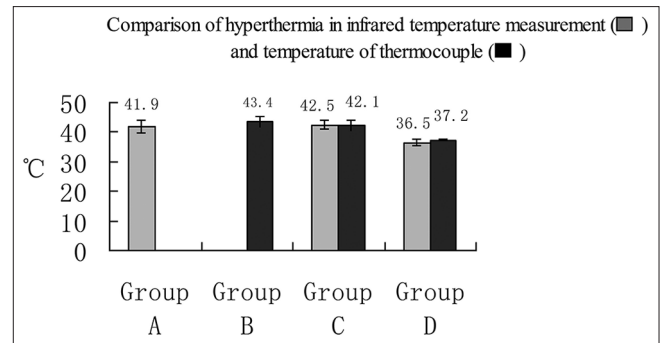 Comparison of hyperthermia in infrared temperature measurement ( )
and temperature of thermocouple ( )
50
40
30
20
10
0
℃
41.9
43.4
42.5 42.1
36.5 37.2
Group Group Group Group
A B C D